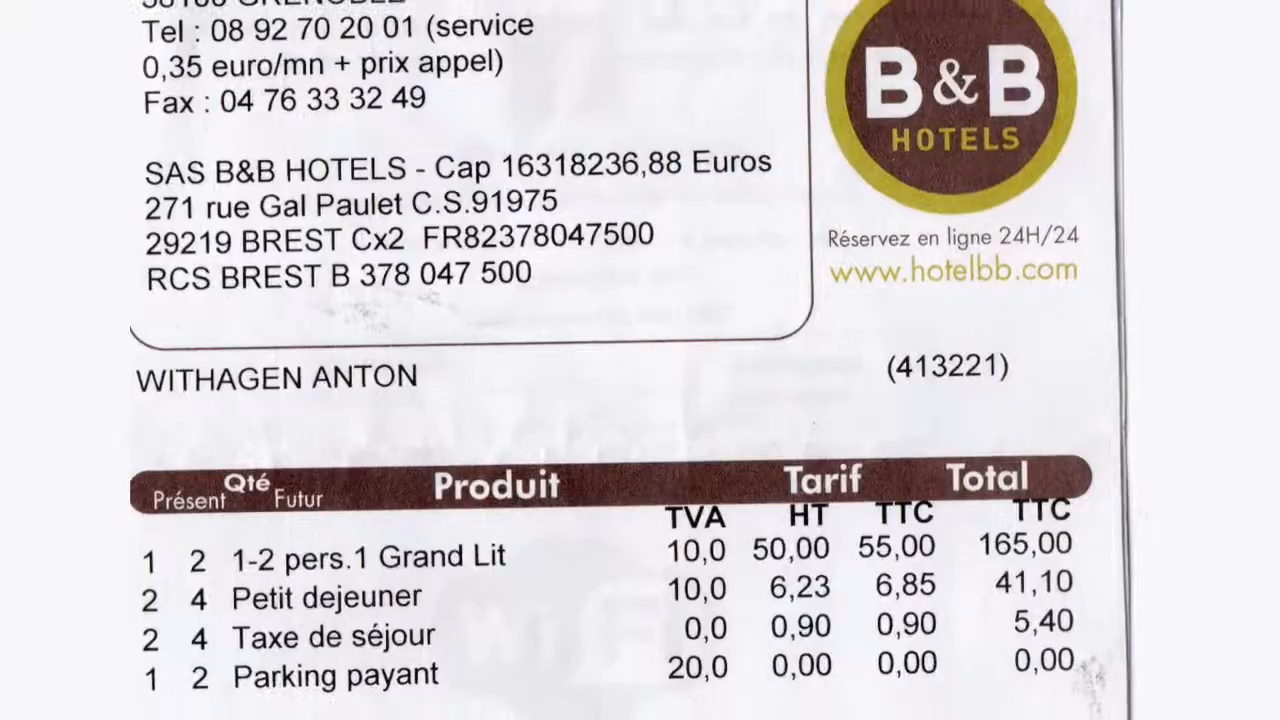 38100 GRENOBLE
Tel : 08 92 70 20 01 (service
0,35 euro/mn + prix appel)
Fax : 04 76 33 32 49
SAS B&B HOTELS - Cap 16318236,88 Euros
271 rue Gal Paulet C.S.91975
29219 BREST Cx2 FR82378047500
RCS BREST B 378 047 500
B&B
HOTELS
Réservez en ligne 24H/24
www.hotelbb.com
WITHAGEN ANTON (413221)
Qté Produit Tarif Total
Présent Futur
TVA HT TTC TTC
1 2 1-2 pers.1 Grand Lit 10,0 50,00 55,00 165,00
2 4 Petit dejeuner 10,0 6,23 6,85 41,10
2 4 Taxe de séjour 0,0 0,90 0,90 5,40
1 2 Parking payant 20,0 0,00 0,00 0,00